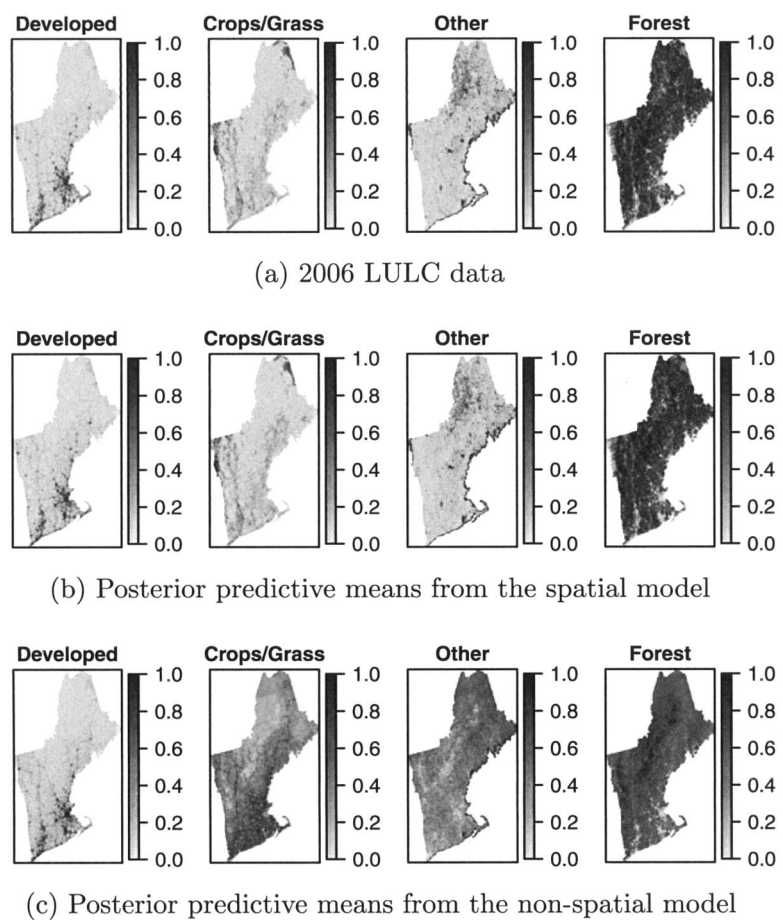 Developed Crops/Grass Other Forest
1.0 1.0 1.0 1.0
0.8 0.8 0.8 0.8
0.6 0.6 0.6 0.6
0.4 0.4 0.4 0.4
0.2 0.2 0.2 0.2
0.0 0.0 0.0 0.0
(a) 2006 LULC data
Developed Crops/Grass Other Forest
1.0 1.0 1.0 1.0
0.8 0.8 0.8 0.8
0.6 0.6 0.6 0.6
0.4 0.4 0.4 0.4
0.2 0.2 0.2 0.2
0.0 0.0 0.0 0.0
(b) Posterior predictive means from the spatial model
Developed Crops/Grass Other Forest
1.0 1.0 1.0 1.0
0.8 0.8 0.8 0.8
0.6 0.6 0.6 0.6
0.4 0.4 0.4 0.4
0.2 0.2 0.2 0.2
0.0 0.0 0.0 0.0
(c) Posterior predictive means from the non-spatial model